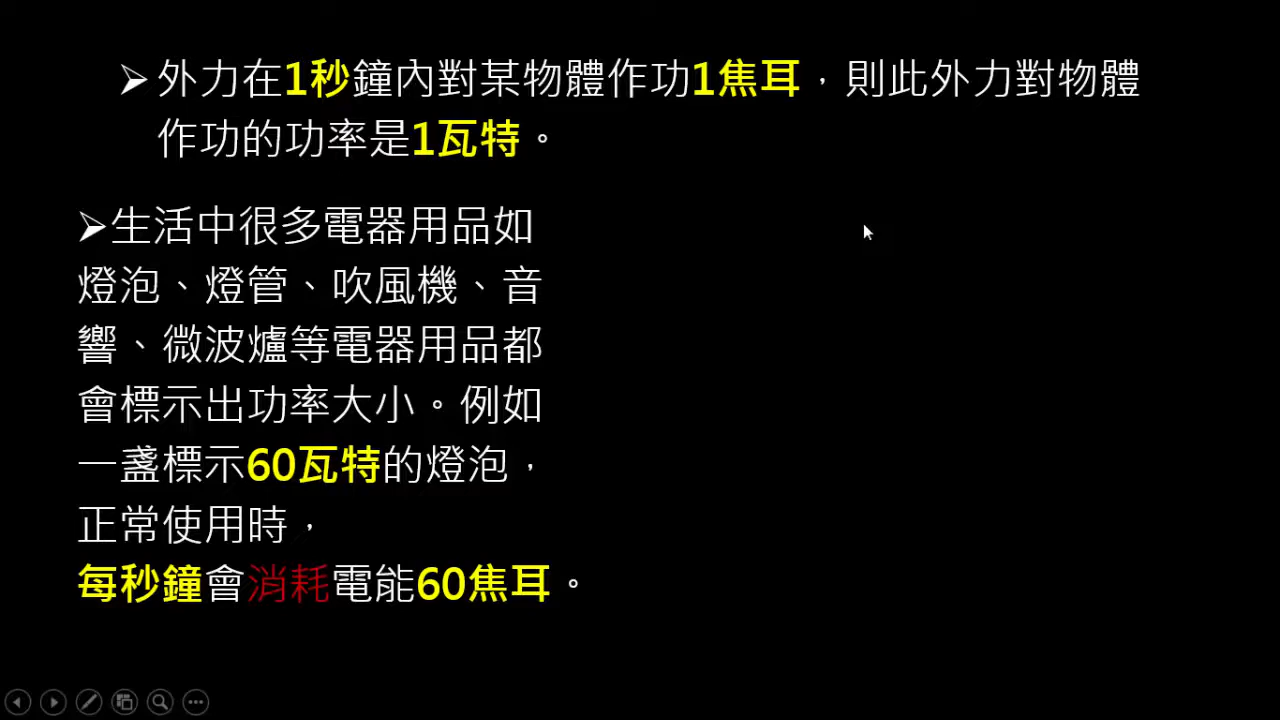 ➢外力在1秒鐘內對某物體作功1焦耳，則此外力對物體
作功的功率是1瓦特。
➢生活中很多電器用品如
燈泡、燈管、吹風機、音
響、微波爐等電器用品都
會標示出功率大小。例如
一盞標示60瓦特的燈泡，
正常使用時，
每秒鐘會消耗電能60焦耳。